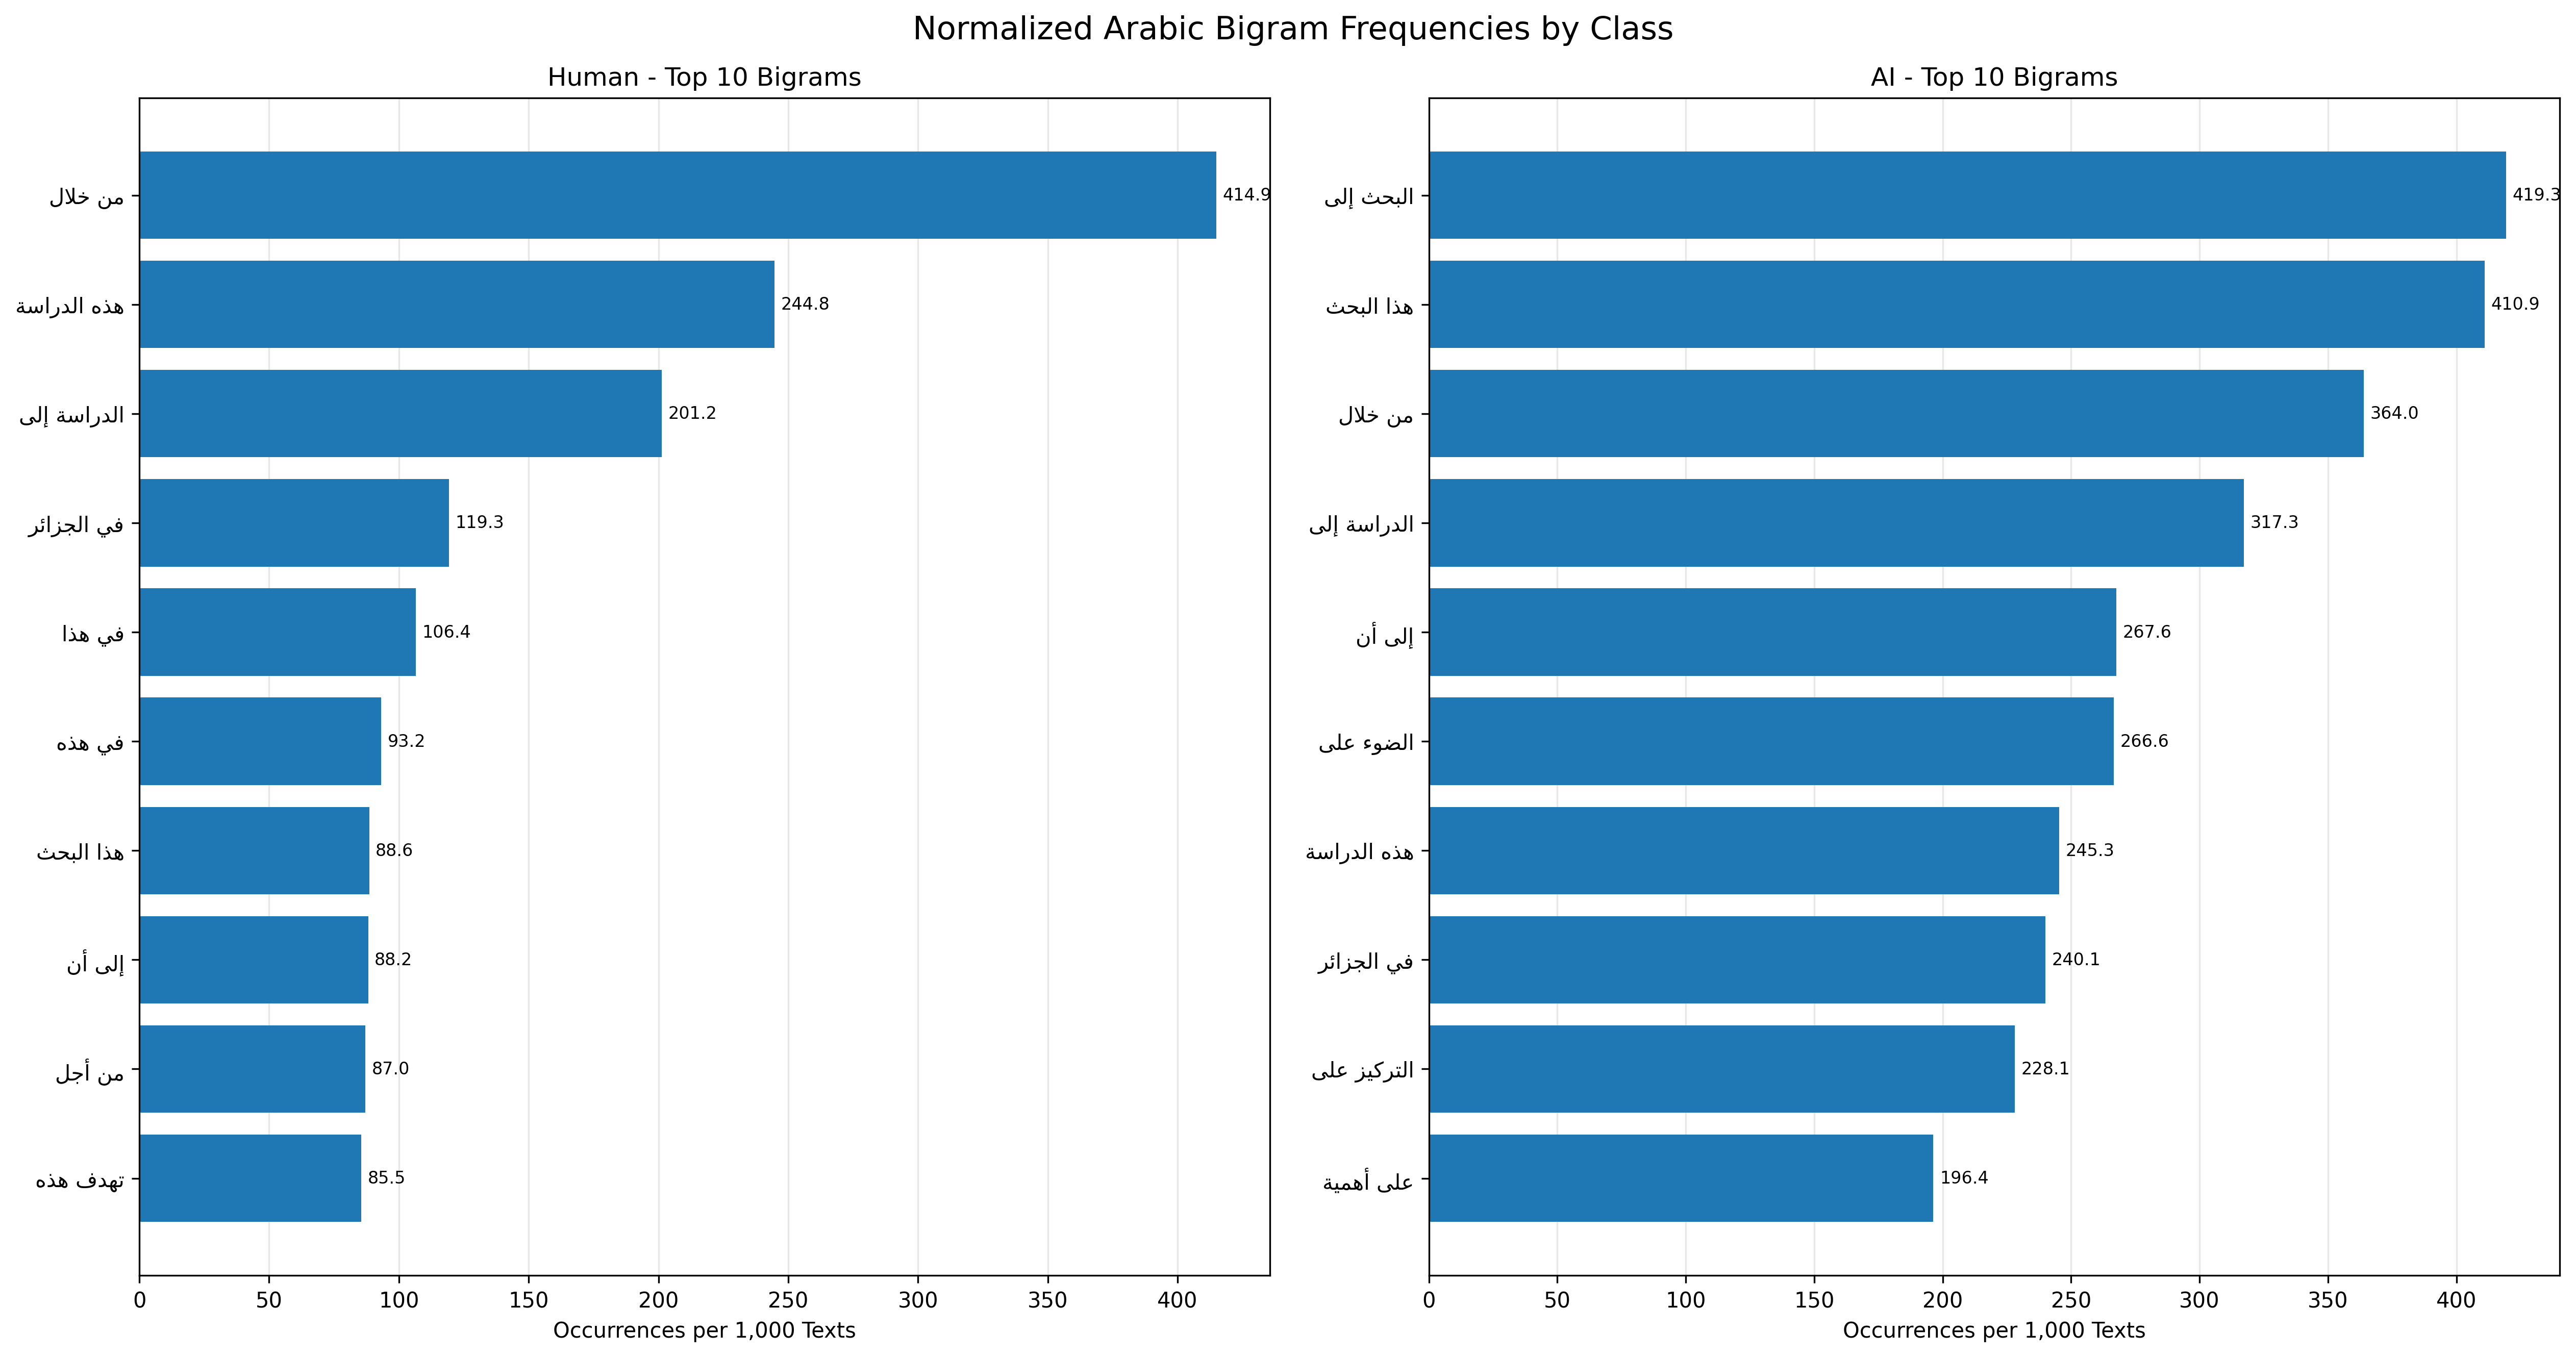 Normalized Arabic Bigram Frequencies by Class
Human - Top 10 Bigrams
من خلال 414.9
هذه الدراسة 244.8
الدراسة إلى 201.2
في الجزائر 119.3
في هذا 106.4
في هذه 93.2
هذا البحث 88.6
إلى أن 88.2
من أجل 87.0
تهدف هذه 85.5
0 50 100 150 200 250 300 350 400
Occurrences per 1,000 Texts
AI - Top 10 Bigrams
البحث إلى 419.3
هذا البحث 410.9
من خلال 364.0
الدراسة إلى 317.3
إلى أن 267.6
الضوء على 266.6
هذه الدراسة 245.3
في الجزائر 240.1
التركيز على 228.1
على أهمية 196.4
0 50 100 150 200 250 300 350 400
Occurrences per 1,000 Texts